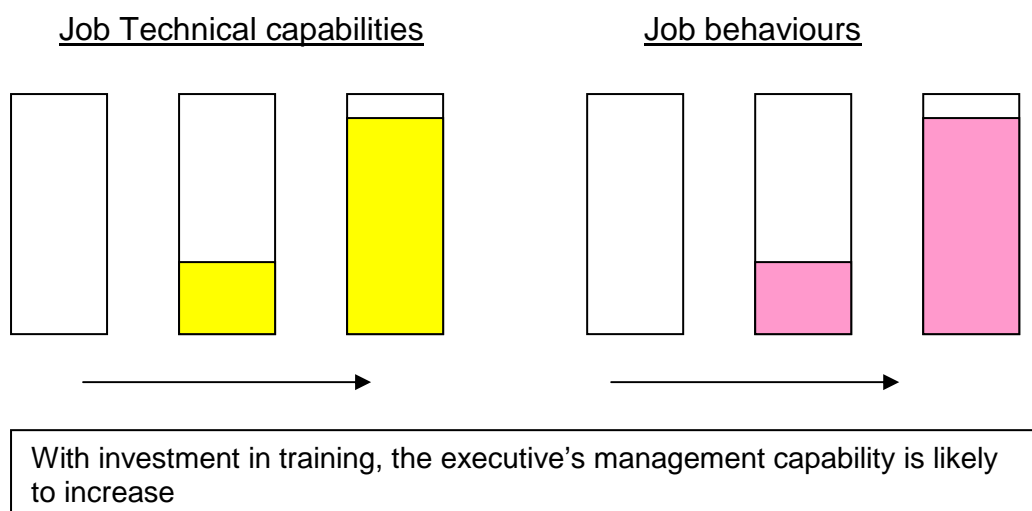 Job Technical capabilities
Job behaviours
With investment in training, the executive’s management capability is likely
to increase